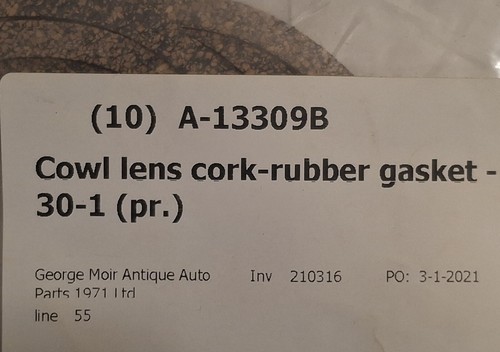 (10) A-13309B
Cowl lens cork-rubber gasket -
30-1 (pr.)
George Moir Antique Auto Inv 210316 PO: 3-1-2021
Parts 1971 Ltd
line 55